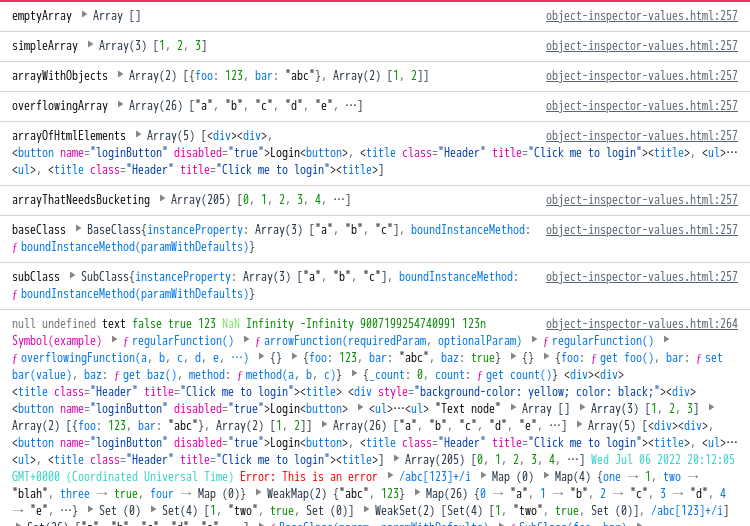 emptyArray ▶ Array [] object-inspector-values.html:257
simpleArray ▶ Array(3) [1, 2, 3] object-inspector-values.html:257
arrayWithObjects ▶ Array(2) [{foo: 123, bar: "abc"}, Array(2) [1, 2]] object-inspector-values.html:257
overflowingArray ▶ Array(26) ["a", "b", "c", "d", "e", …] object-inspector-values.html:257
arrayOfHtmlElements ▶ Array(5) [<div><div>, object-inspector-values.html:257
<button name="loginButton" disabled="true">Login<button>, <title class="Header" title="Click me to login"><title>, <ul>…
<ul>, <title class="Header" title="Click me to login"><title>]
arrayThatNeedsBucketing ▶ Array(205) [0, 1, 2, 3, 4, …] object-inspector-values.html:257
baseClass ▶ BaseClass{instanceProperty: Array(3) ["a", "b", "c"], boundInstanceMethod: object-inspector-values.html:257
ƒ boundInstanceMethod(paramWithDefaults)}
subClass ▶ SubClass{instanceProperty: Array(3) ["a", "b", "c"], boundInstanceMethod: object-inspector-values.html:257
ƒ boundInstanceMethod(paramWithDefaults)}
null undefined text false true 123 NaN Infinity -Infinity 9007199254740991 123n object-inspector-values.html:264
Symbol(example) ▶ ƒ regularFunction() ▶ ƒ arrowFunction(requiredParam, optionalParam) ▶ ƒ regularFunction() ▶
ƒ overflowingFunction(a, b, c, d, e, …) ▶ {} ▶ {foo: 123, bar: "abc", baz: true} ▶ {} ▶ {foo: ƒ get foo(), bar: ƒ set
bar(value), baz: ƒ get baz(), method: ƒ method(a, b, c)} ▶ {_count: 0, count: ƒ get count()} <div><div>
<title class="Header" title="Click me to login"><title> <div style="background-color: yellow; color: black;"><div>
<button name="loginButton" disabled="true">Login<button> ▶ <ul>…<ul> "Text node" ▶ Array [] ▶ Array(3) [1, 2, 3] ▶
Array(2) [{foo: 123, bar: "abc"}, Array(2) [1, 2]] ▶ Array(26) ["a", "b", "c", "d", "e", …] ▶ Array(5) [<div><div>,
<button name="loginButton" disabled="true">Login<button>, <title class="Header" title="Click me to login"><title>, <ul>…
<ul>, <title class="Header" title="Click me to login"><title>] ▶ Array(205) [0, 1, 2, 3, 4, …] Wed Jul 06 2022 20:12:05
GMT+0000 (Coordinated Universal Time) Error: This is an error ▶ /abc[123]+/i ▶ Map (0) ▶ Map(4) {one → 1, two →
"blah", three → true, four → Map (0)} ▶ WeakMap(2) {"abc", 123} ▶ Map(26) {0 → "a", 1 → "b", 2 → "c", 3 → "d", 4
→ "e", …} ▶ Set (0) ▶ Set(4) [1, "two", true, Set (0)] ▶ WeakSet(2) [Set(4) [1, "two", true, Set (0)], /abc[123]+/i]